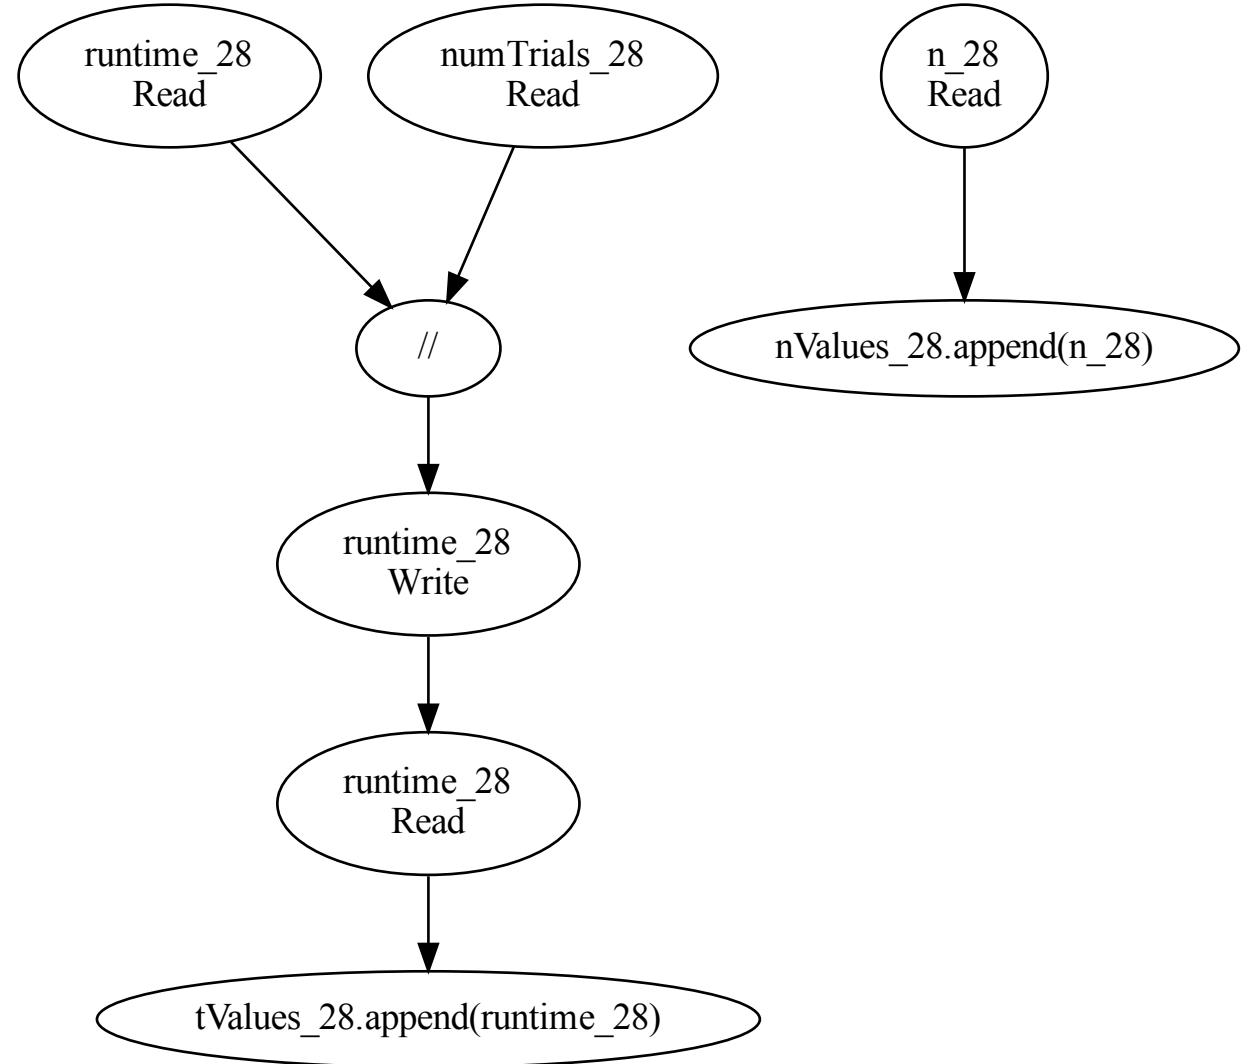 runtime_28
Read
numTrials_28
Read
n_28
Read
//
nValues_28.append(n_28)
runtime_28
Write
runtime_28
Read
tValues_28.append(runtime_28)